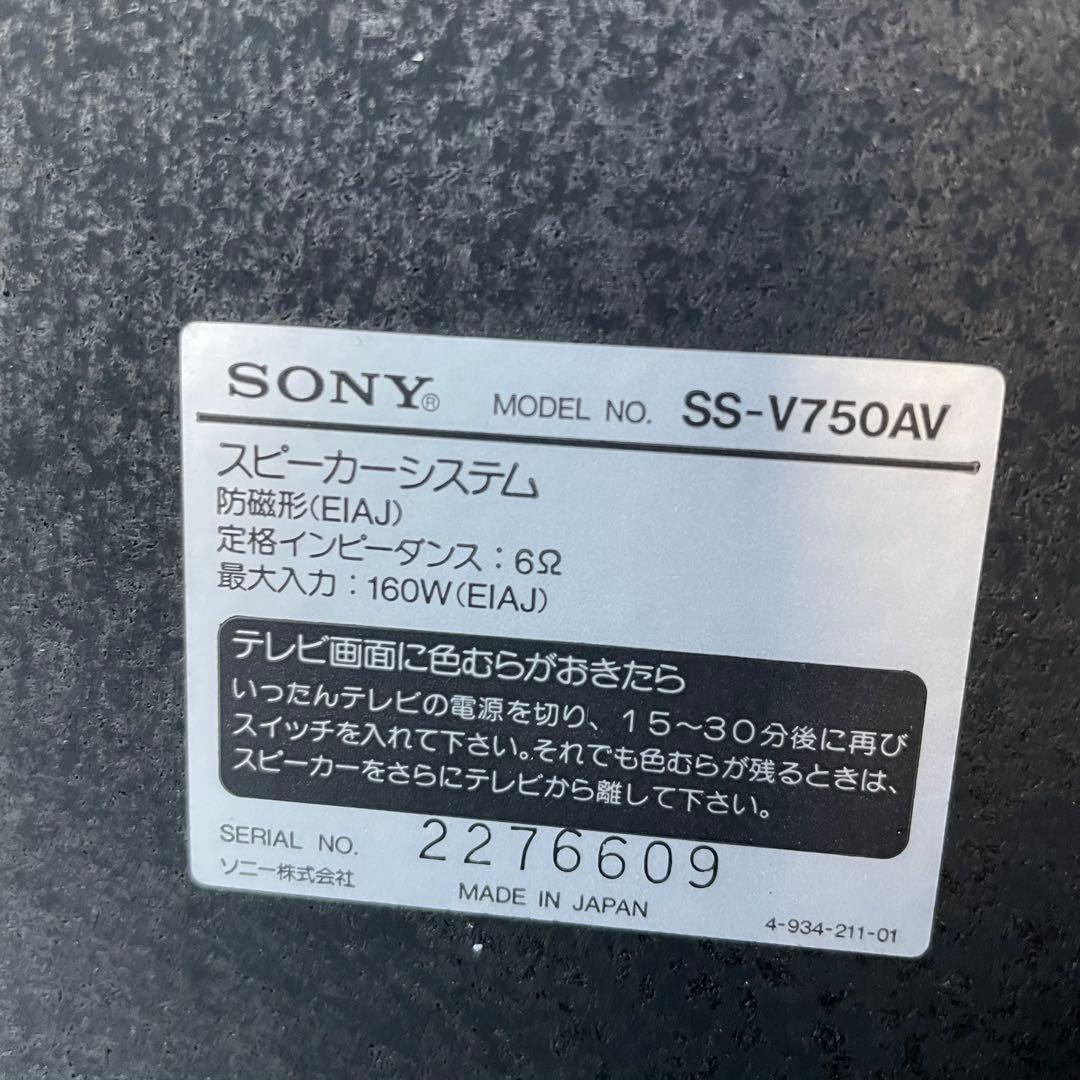 SONY® MODEL NO. SS-V750AV
スピーカーシステム
防磁形(EIAJ)
定格インピーダンス：6Ω
最大入力：160W(EIAJ)
テレビ画面に色むらがおきたら
いったんテレビの電源を切り、15～30分後に再び
スイッチを入れて下さい。それでも色むらが残るときは、
スピーカーをさらにテレビから離して下さい。
SERIAL NO. 2276609
ソニー株式会社
MADE IN JAPAN
4-934-211-01